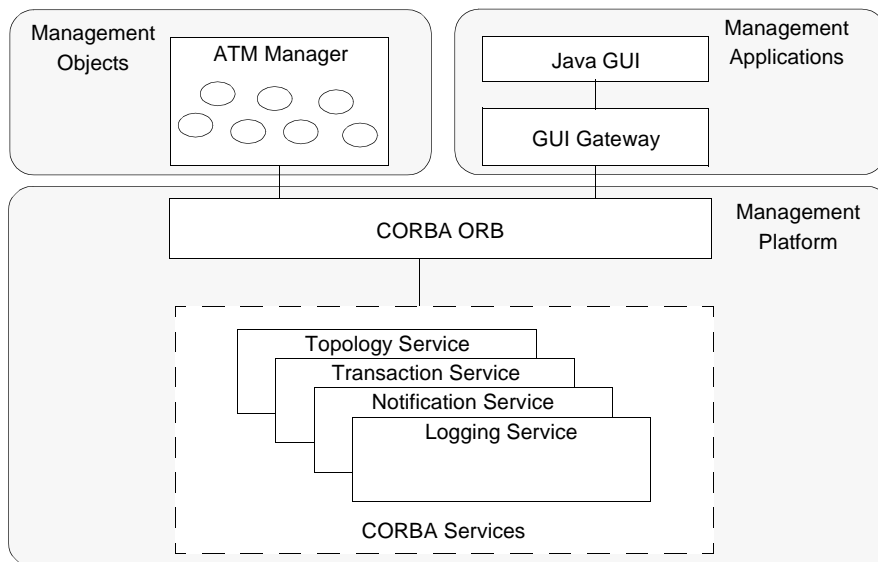 Management
Objects
ATM Manager
Management
Applications
Java GUI
GUI Gateway
Management
Platform
CORBA ORB
Topology Service
Transaction Service
Notification Service
Logging Service
CORBA Services